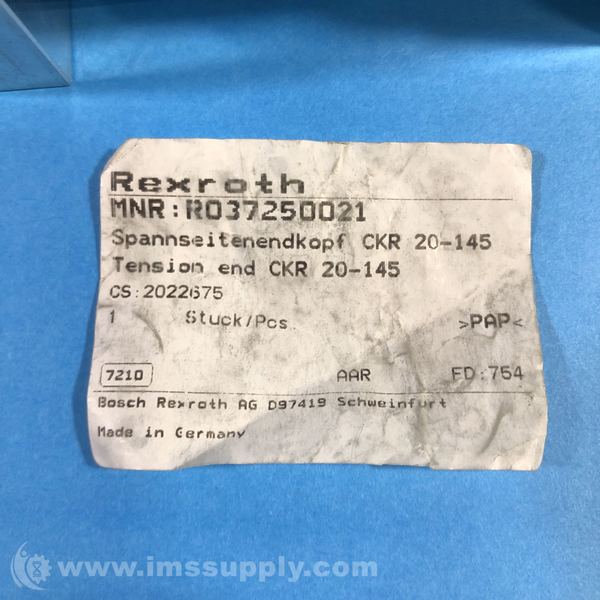 Rexroth
MNR:R037250021
Spannseitenendkopf CKR 20-145
Tension end CKR 20-145
CS:2022675
1 Stuck/Pcs >PAP<
7210 AAR FD:754
Bosch Rexroth AG D97419 Schweinfurt
Made in Germany
www.imssupply.com